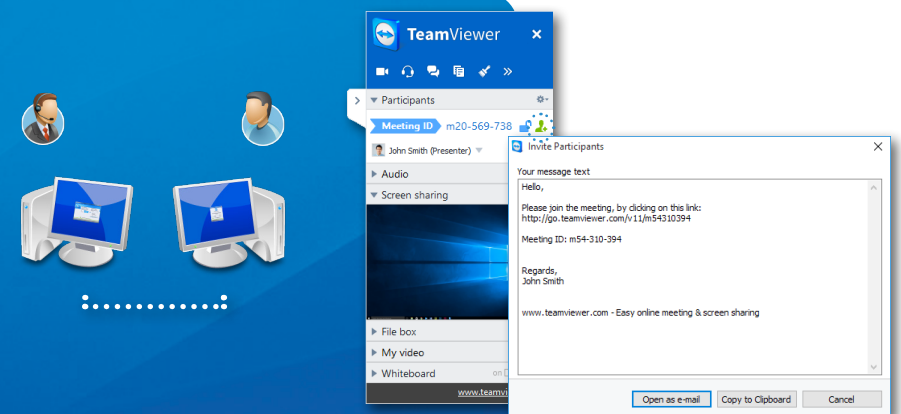 TeamViewer
Participants
Meeting ID m20-569-738
John Smith (Presenter)
Audio
Screen sharing
File box
My video
Whiteboard
on
www.teamvi
Invite Participants
Your message text
Hello,
Please join the meeting, by clicking on this link:
http://go.teamviewer.com/v11/m54310394
Meeting ID: m54-310-394
Regards,
John Smith
www.teamviewer.com - Easy online meeting & screen sharing
Open as e-mail
Copy to Clipboard
Cancel